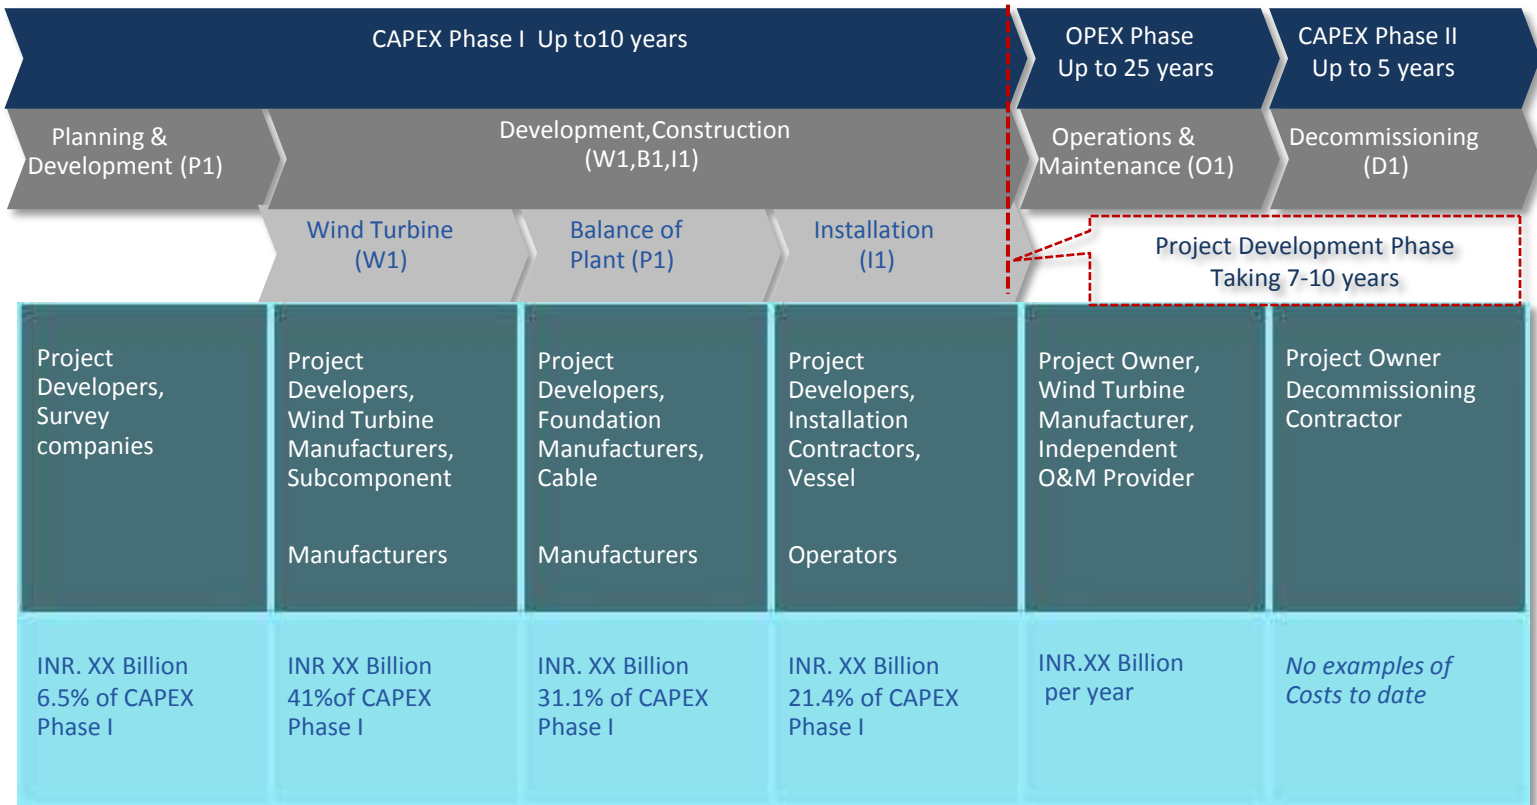 CAPEX Phase I Up to10 years
OPEX Phase
Up to 25 years
CAPEX Phase II
Up to 5 years
Planning &
Development (P1)
Development,Construction
(W1,B1,I1)
Operations &
Maintenance (O1)
Decommissioning
(D1)
Wind Turbine
(W1)
Balance of
Plant (P1)
Installation
(I1)
Project Development Phase
Taking 7-10 years
Project
Developers,
Survey
companies
Project
Developers,
Wind Turbine
Manufacturers,
Subcomponent
Manufacturers
Project
Developers,
Foundation
Manufacturers,
Cable
Manufacturers
Project
Developers,
Installation
Contractors,
Vessel
Operators
Project Owner,
Wind Turbine
Manufacturer,
Independent
O&M Provider
Project Owner
Decommissioning
Contractor
INR. XX Billion
6.5% of CAPEX
Phase I
INR XX Billion
41%of CAPEX
Phase I
INR. XX Billion
31.1% of CAPEX
Phase I
INR. XX Billion
21.4% of CAPEX
Phase I
INR.XX Billion
per year
No examples of
Costs to date